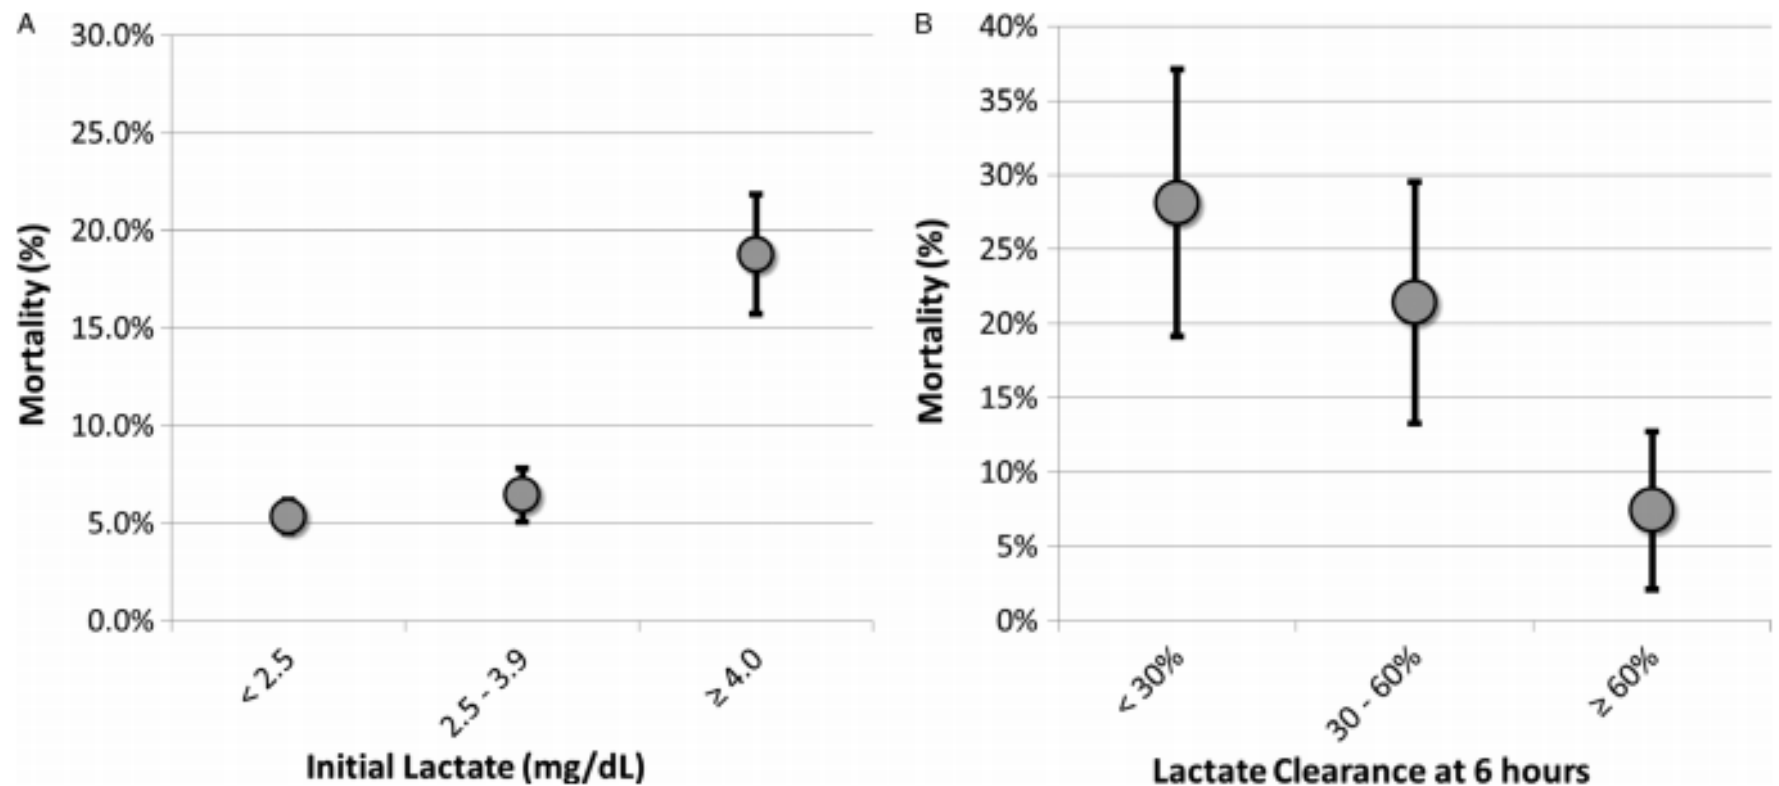 A
30.0%
25.0%
20.0%
15.0%
10.0%
5.0%
0.0%
Mortality (%)
< 2.5
2.5 - 3.9
≥ 4.0
Initial Lactate (mg/dL)
B
40%
35%
30%
25%
20%
15%
10%
5%
0%
Mortality (%)
< 30%
30 - 60%
≥ 60%
Lactate Clearance at 6 hours